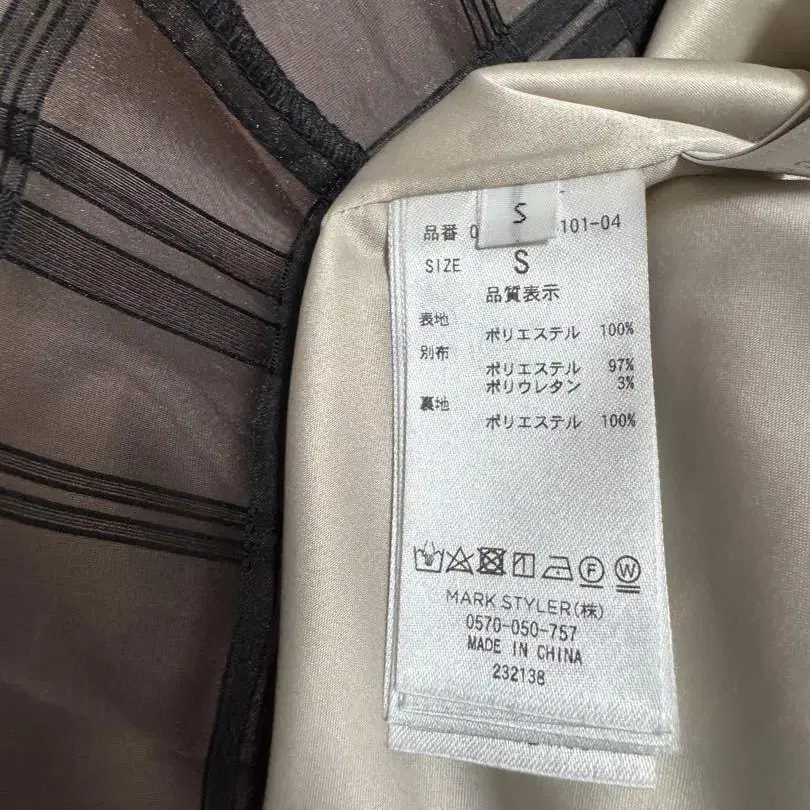 S
品番 0 101-04
SIZE S
品質表示
表地
ポリエステル 100%
別布
ポリエステル 97%
ポリウレタン 3%
裏地
ポリエステル 100%
F W
MARK STYLER(株)
0570-050-757
MADE IN CHINA
232138